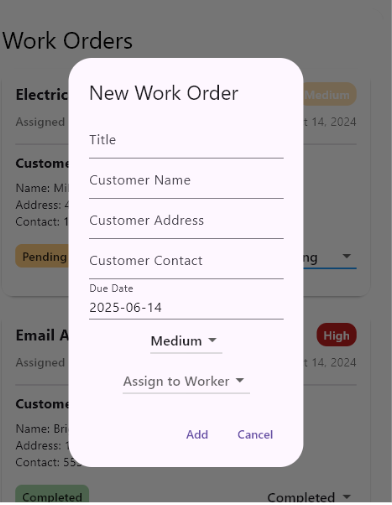 Work Orders
Electric
Medium
Assigned
t 14, 2024
Custome
Name: Mi
Address: 4
Contact: 1
Pending
ng
Email A
High
Assigned
t 14, 2024
Custome
Name: Bri
Address: 1
Contact: 555
Completed
Completed
New Work Order
Title
Customer Name
Customer Address
Customer Contact
Due Date
2025-06-14
Medium
Assign to Worker
Add
Cancel